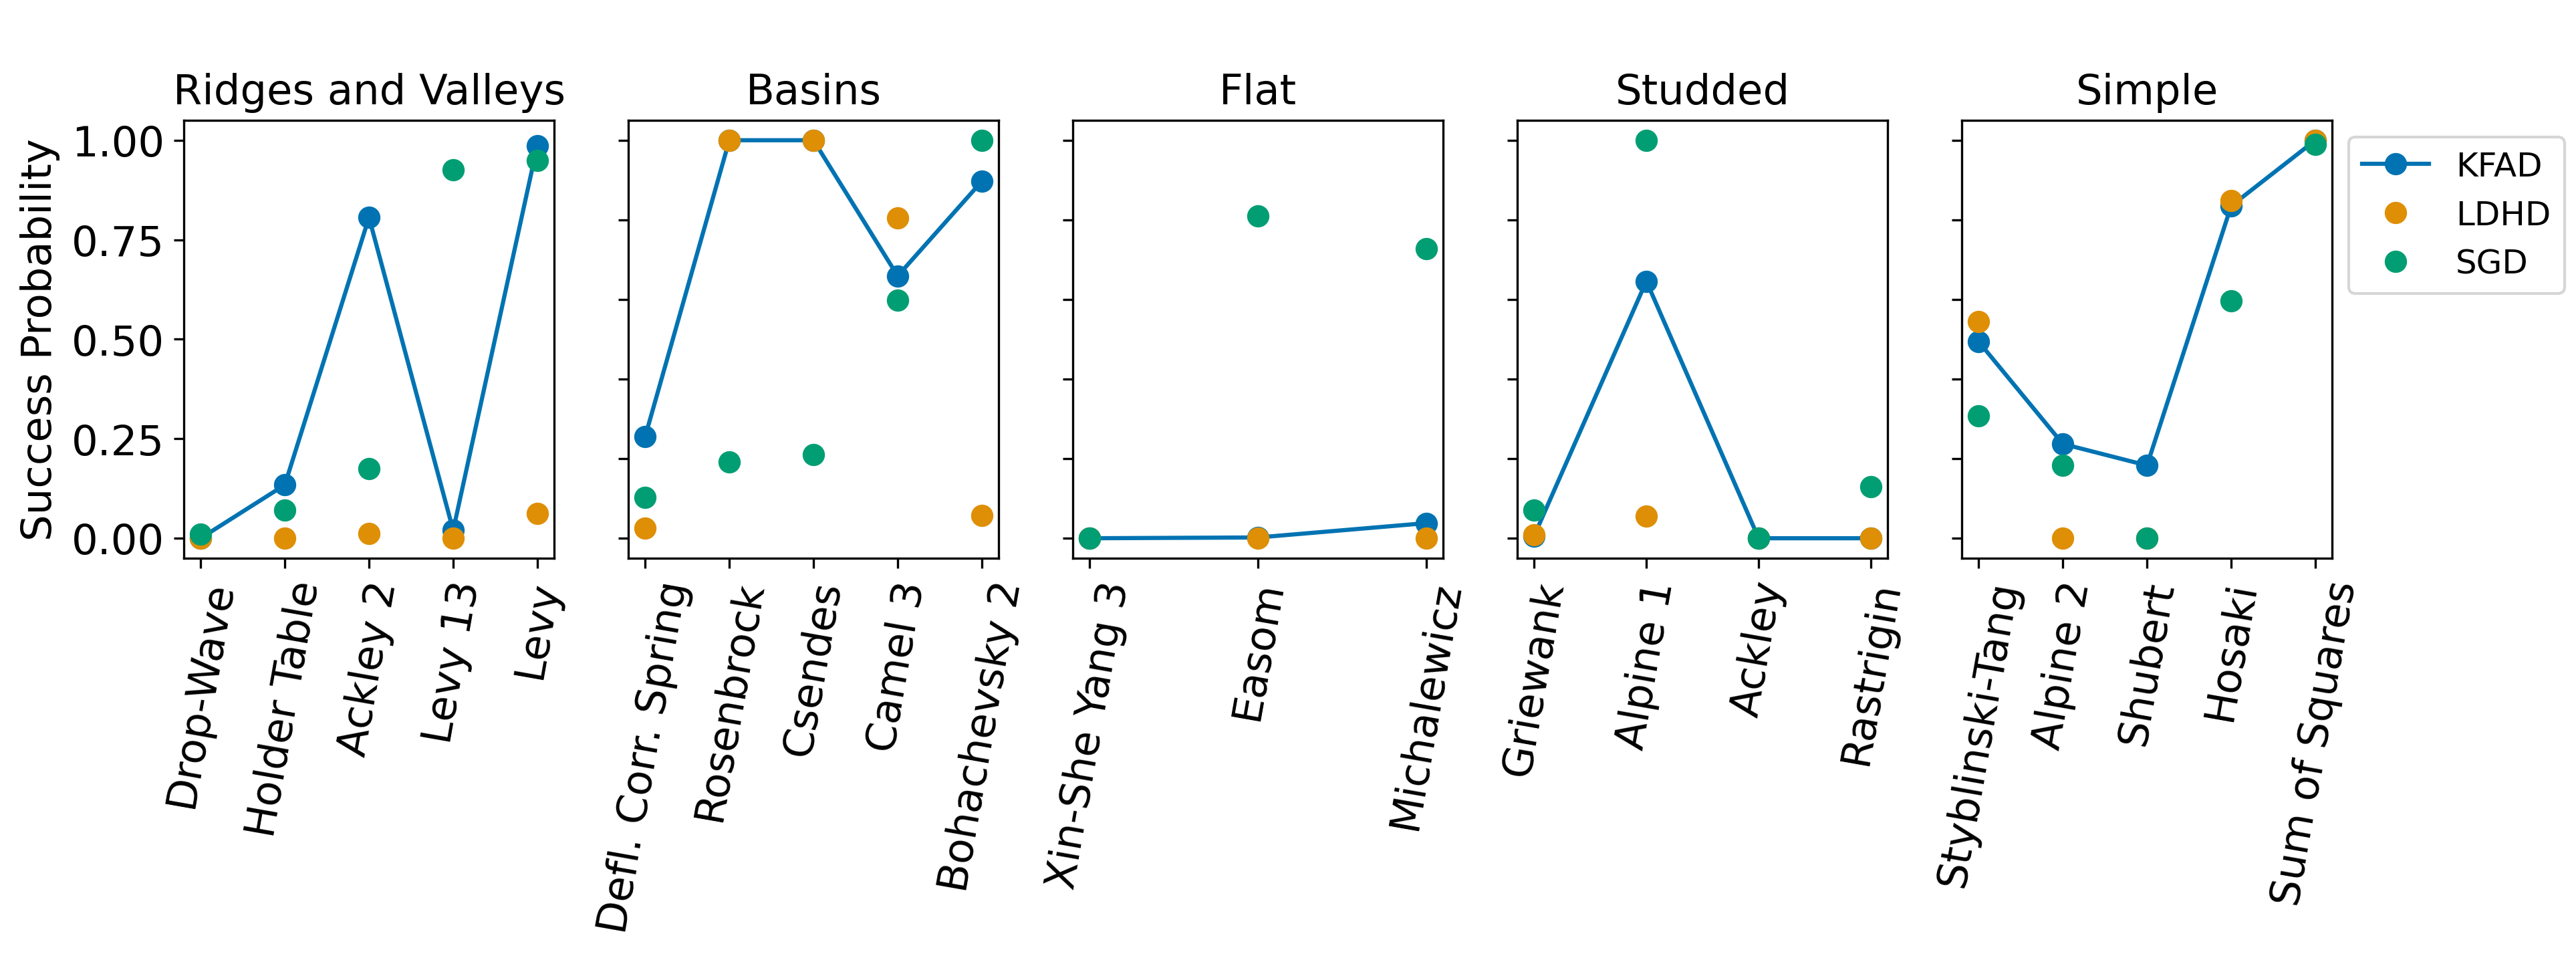 Ridges and Valleys
Basins
Flat
Studded
Simple
Success Probability
1.00
0.75
0.50
0.25
0.00
KFAD
LDHD
SGD
Drop-Wave
Holder Table
Ackley 2
Levy 13
Levy
Defl. Corr. Spring
Rosenbrock
Csendes
Camel 3
Bohachevsky 2
Xin-She Yang 3
Easom
Michalewicz
Griewank
Alpine 1
Ackley
Rastrigin
Styblinski-Tang
Alpine 2
Shubert
Hosaki
Sum of Squares